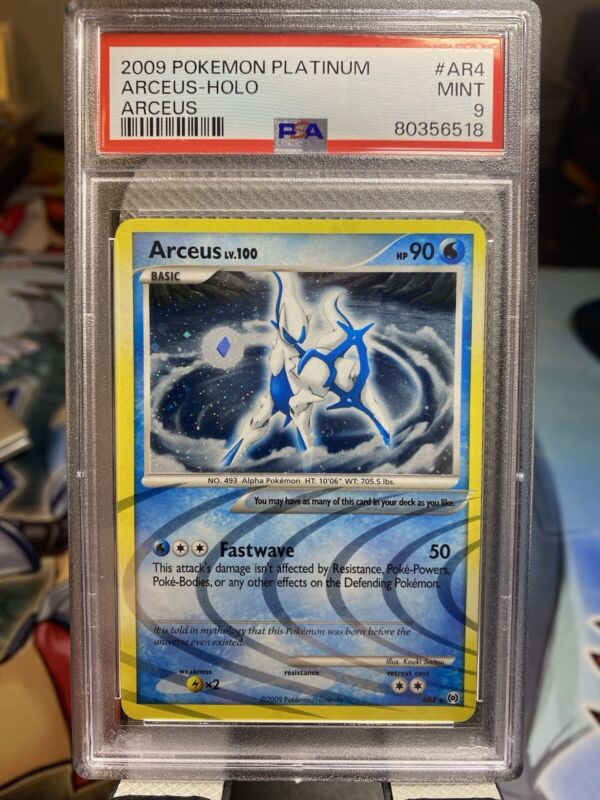 2009 POKEMON PLATINUM #AR4
ARCEUS-HOLO MINT
ARCEUS 9
PSA 80356518
Arceus LV.100 HP 90
BASIC
NO. 493 Alpha Pokémon HT: 10'06" WT: 705.5 lbs.
You may have as many of this card in your deck as you like.
Fastwave 50
This attack's damage isn't affected by Resistance, Poké-Powers,
Poké-Bodies, or any other effects on the Defending Pokémon.
It is told in mythology that this Pokémon was born before the
universe even existed.
Illus. Kouki Saitou
weakness resistance retreat cost
×2
©2009 Pokémon/Nintendo AR4